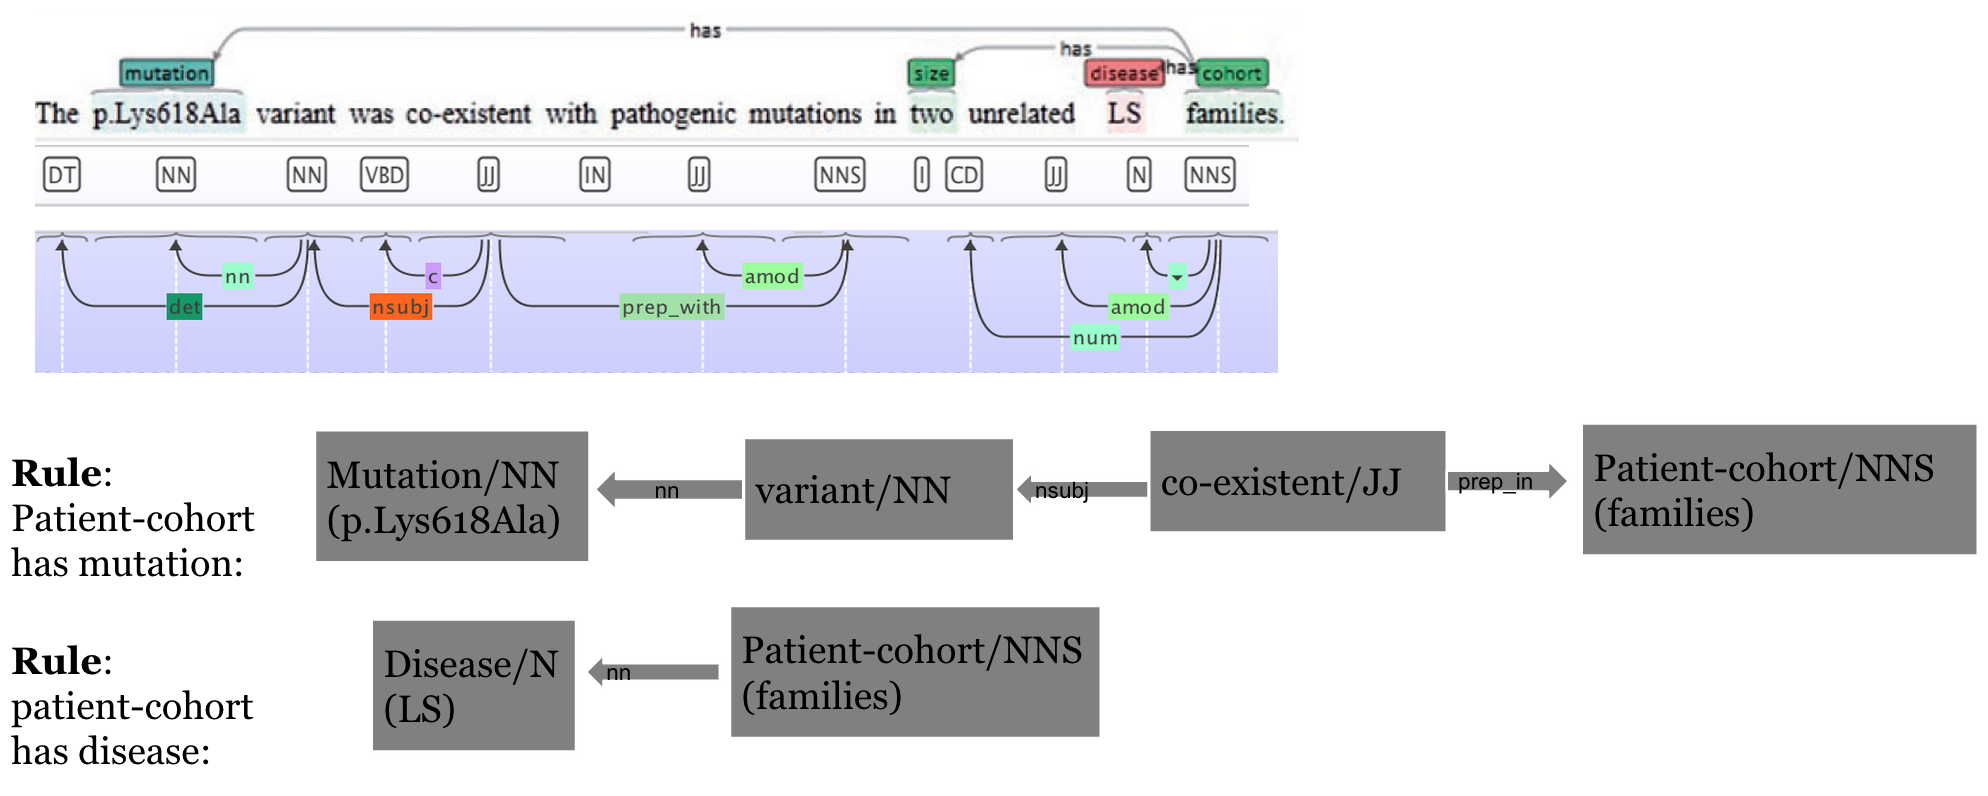 has
has
mutation size disease has cohort
The p.Lys618Ala variant was co-existent with pathogenic mutations in two unrelated LS families.
DT NN NN VBD JJ IN JJ NNS I CD JJ N NNS
nn c amod
det nsubj prep_with amod
num
Rule:
Patient-cohort
has mutation:
Mutation/NN
(p.Lys618Ala)
nn
variant/NN
nsubj
co-existent/JJ
prep_in
Patient-cohort/NNS
(families)
Rule:
patient-cohort
has disease:
Disease/N
(LS)
nn
Patient-cohort/NNS
(families)